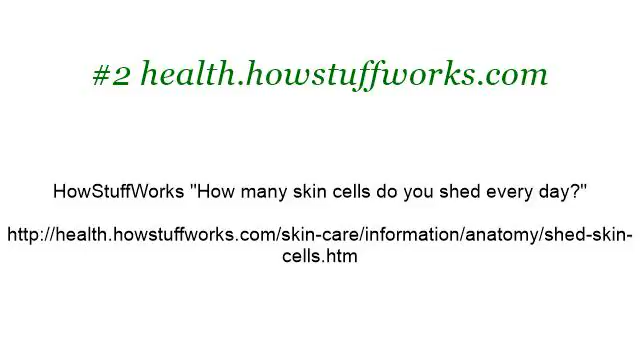 #2 health.howstuffworks.com
HowStuffWorks "How many skin cells do you shed every day?"
http://health.howstuffworks.com/skin-care/information/anatomy/shed-skin-
cells.htm